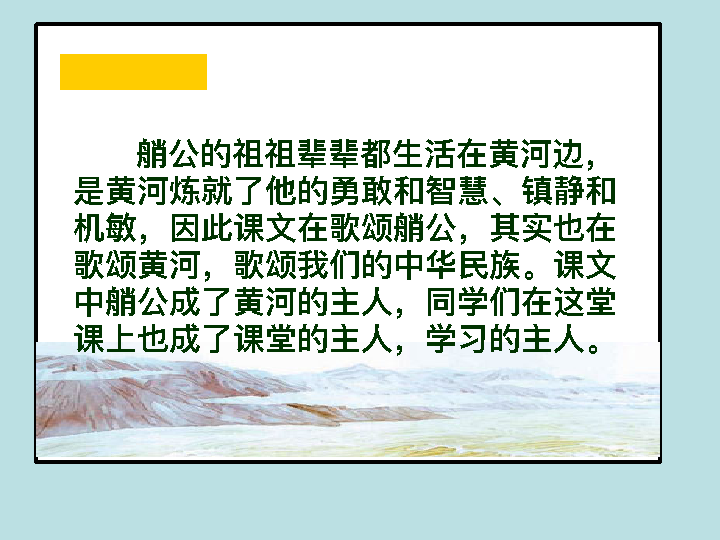 艄公的祖祖辈辈都生活在黄河边，
是黄河炼就了他的勇敢和智慧、镇静和
机敏，因此课文在歌颂艄公，其实也在
歌颂黄河，歌颂我们的中华民族。课文
中艄公成了黄河的主人，同学们在这堂
课上也成了课堂的主人，学习的主人。